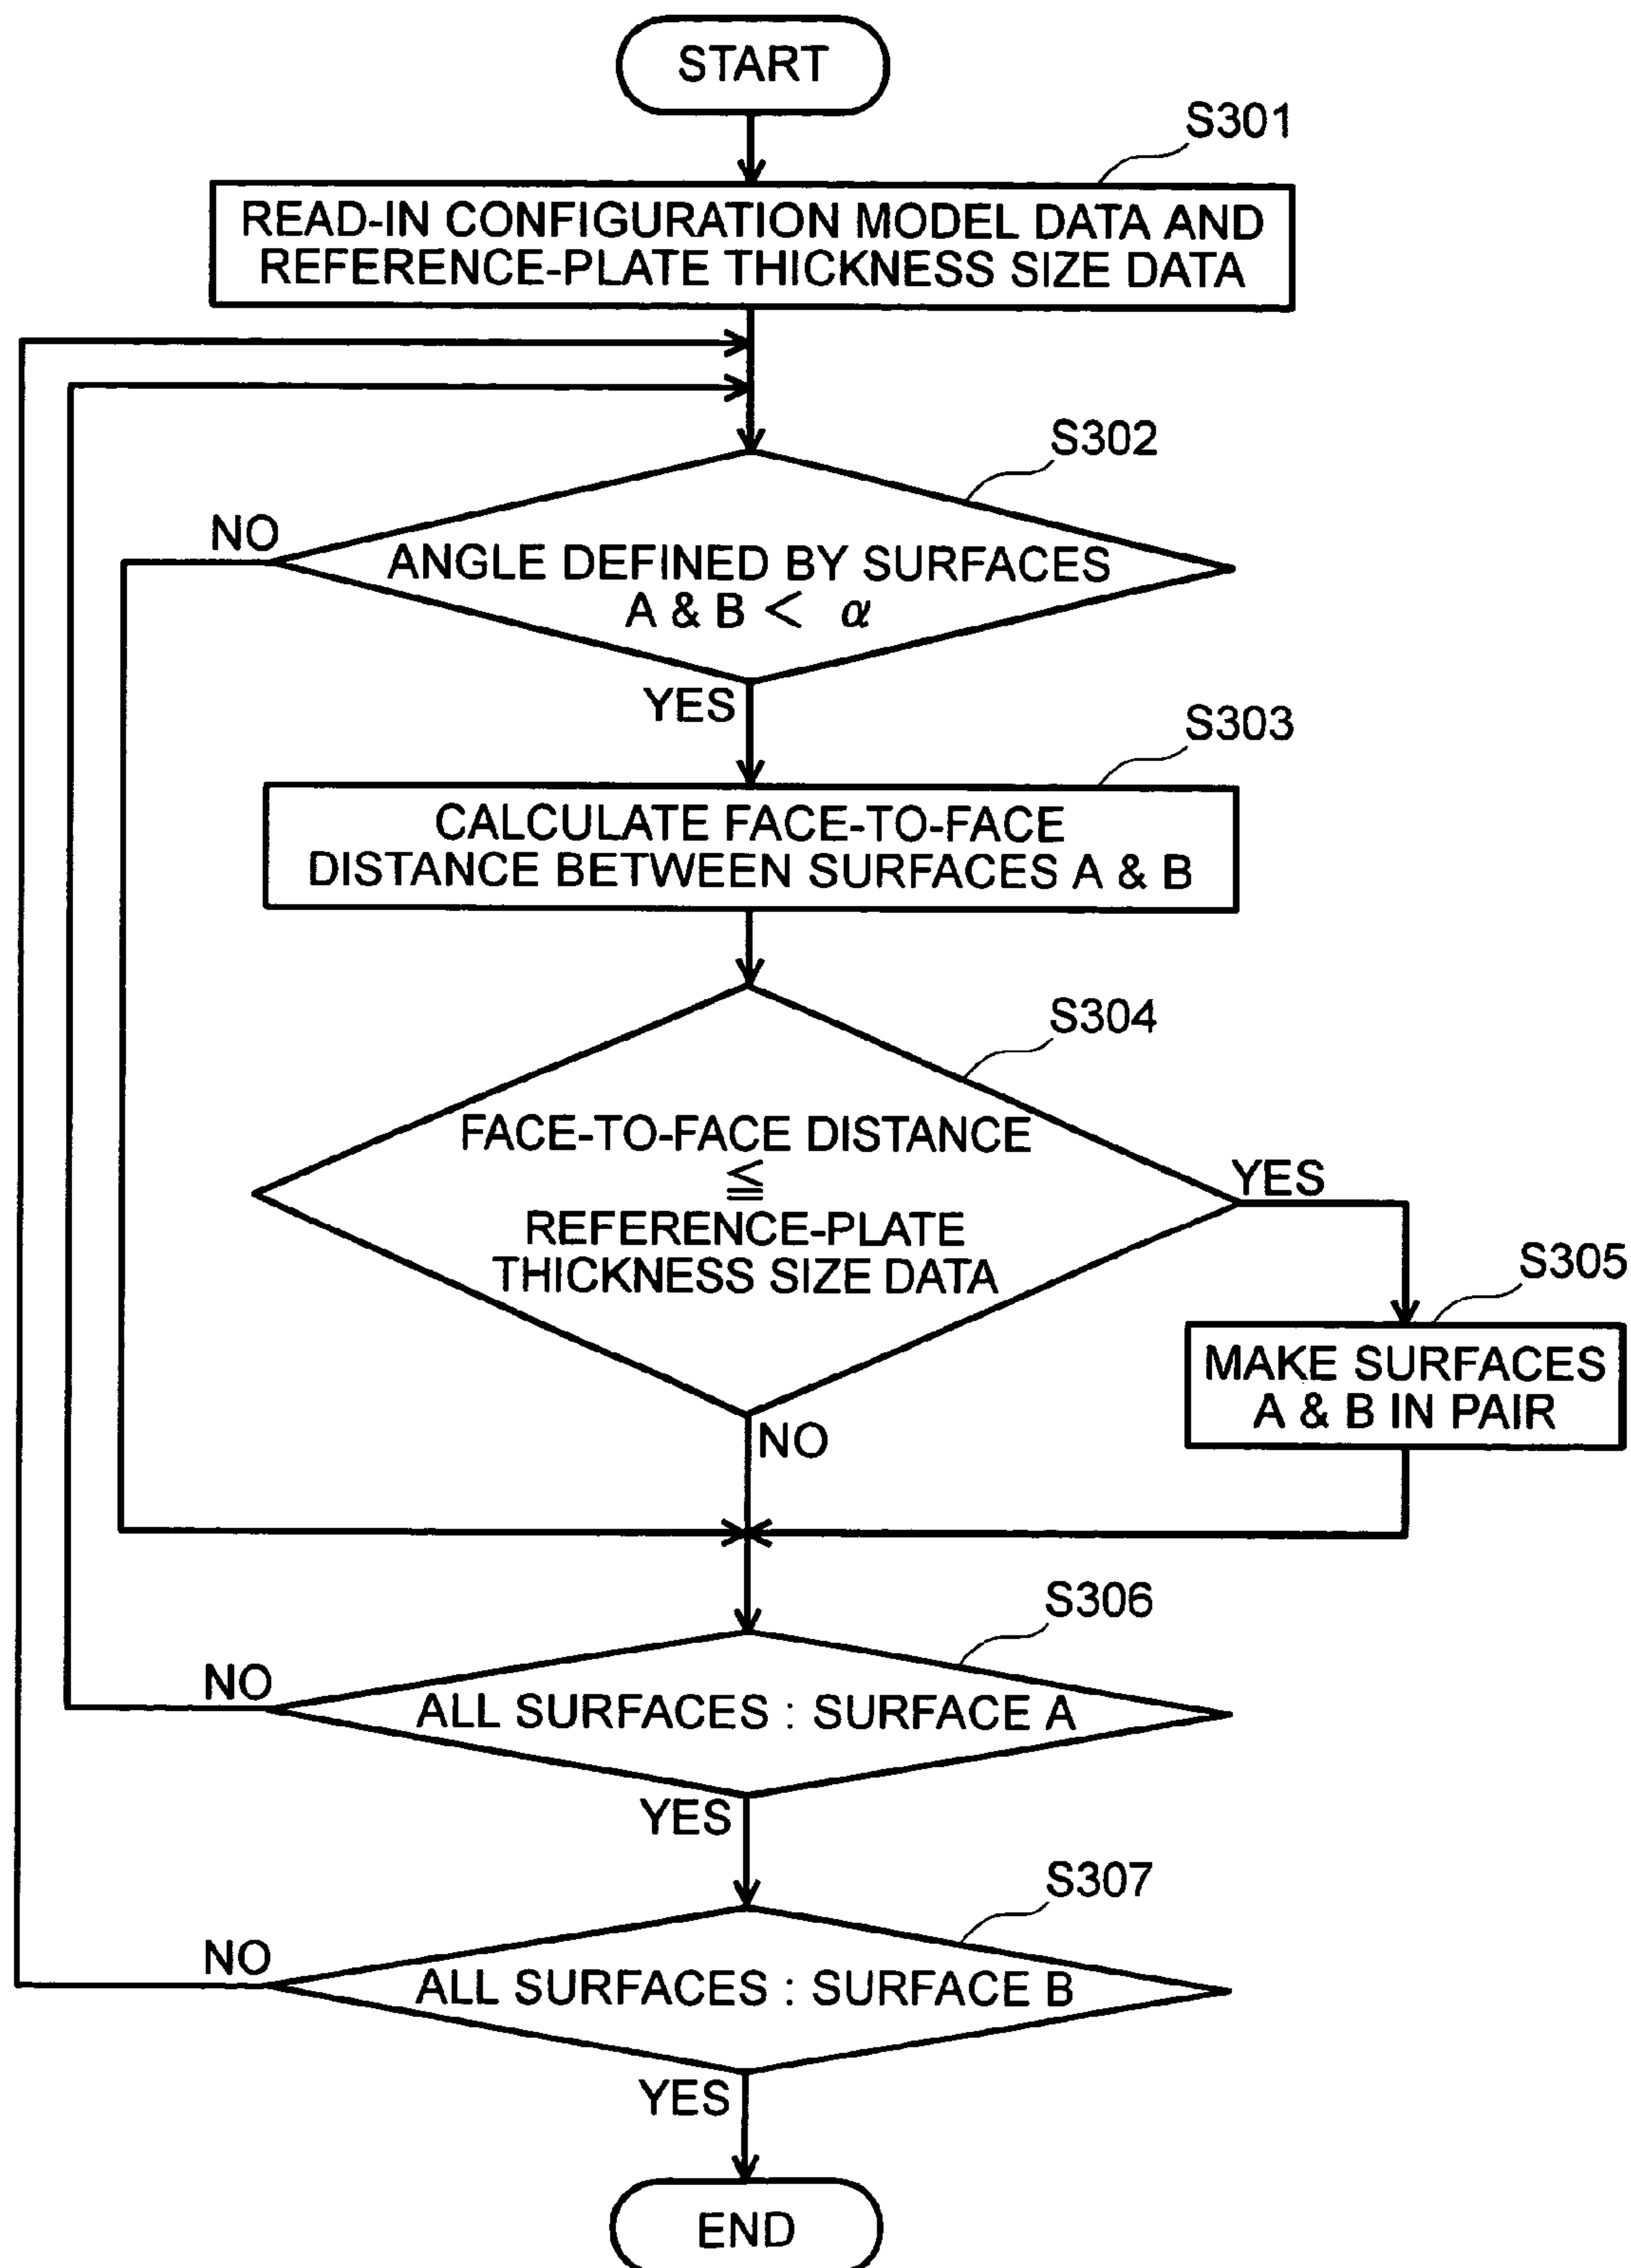 START
S301
READ-IN CONFIGURATION MODEL DATA AND
REFERENCE-PLATE THICKNESS SIZE DATA
S302
NO
ANGLE DEFINED BY SURFACES
A & B < α
YES
S303
CALCULATE FACE-TO-FACE
DISTANCE BETWEEN SURFACES A & B
S304
FACE-TO-FACE DISTANCE
≦
REFERENCE-PLATE
THICKNESS SIZE DATA
YES
S305
MAKE SURFACES
A & B IN PAIR
NO
S306
NO
ALL SURFACES : SURFACE A
YES
S307
NO
ALL SURFACES : SURFACE B
YES
END